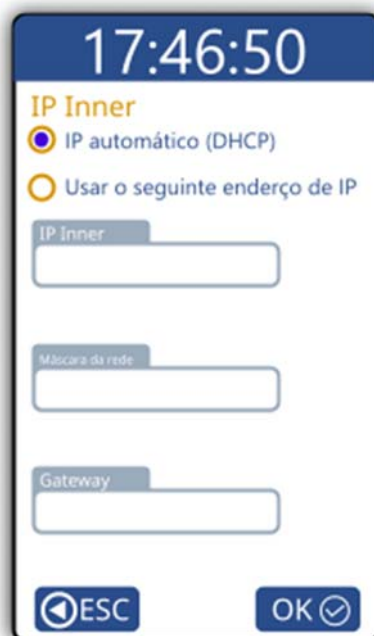 17:46:50
IP Inner
IP automático (DHCP)
Usar o seguinte enderço de IP
IP Inner
Máscara da rede
Gateway
ESC
OK